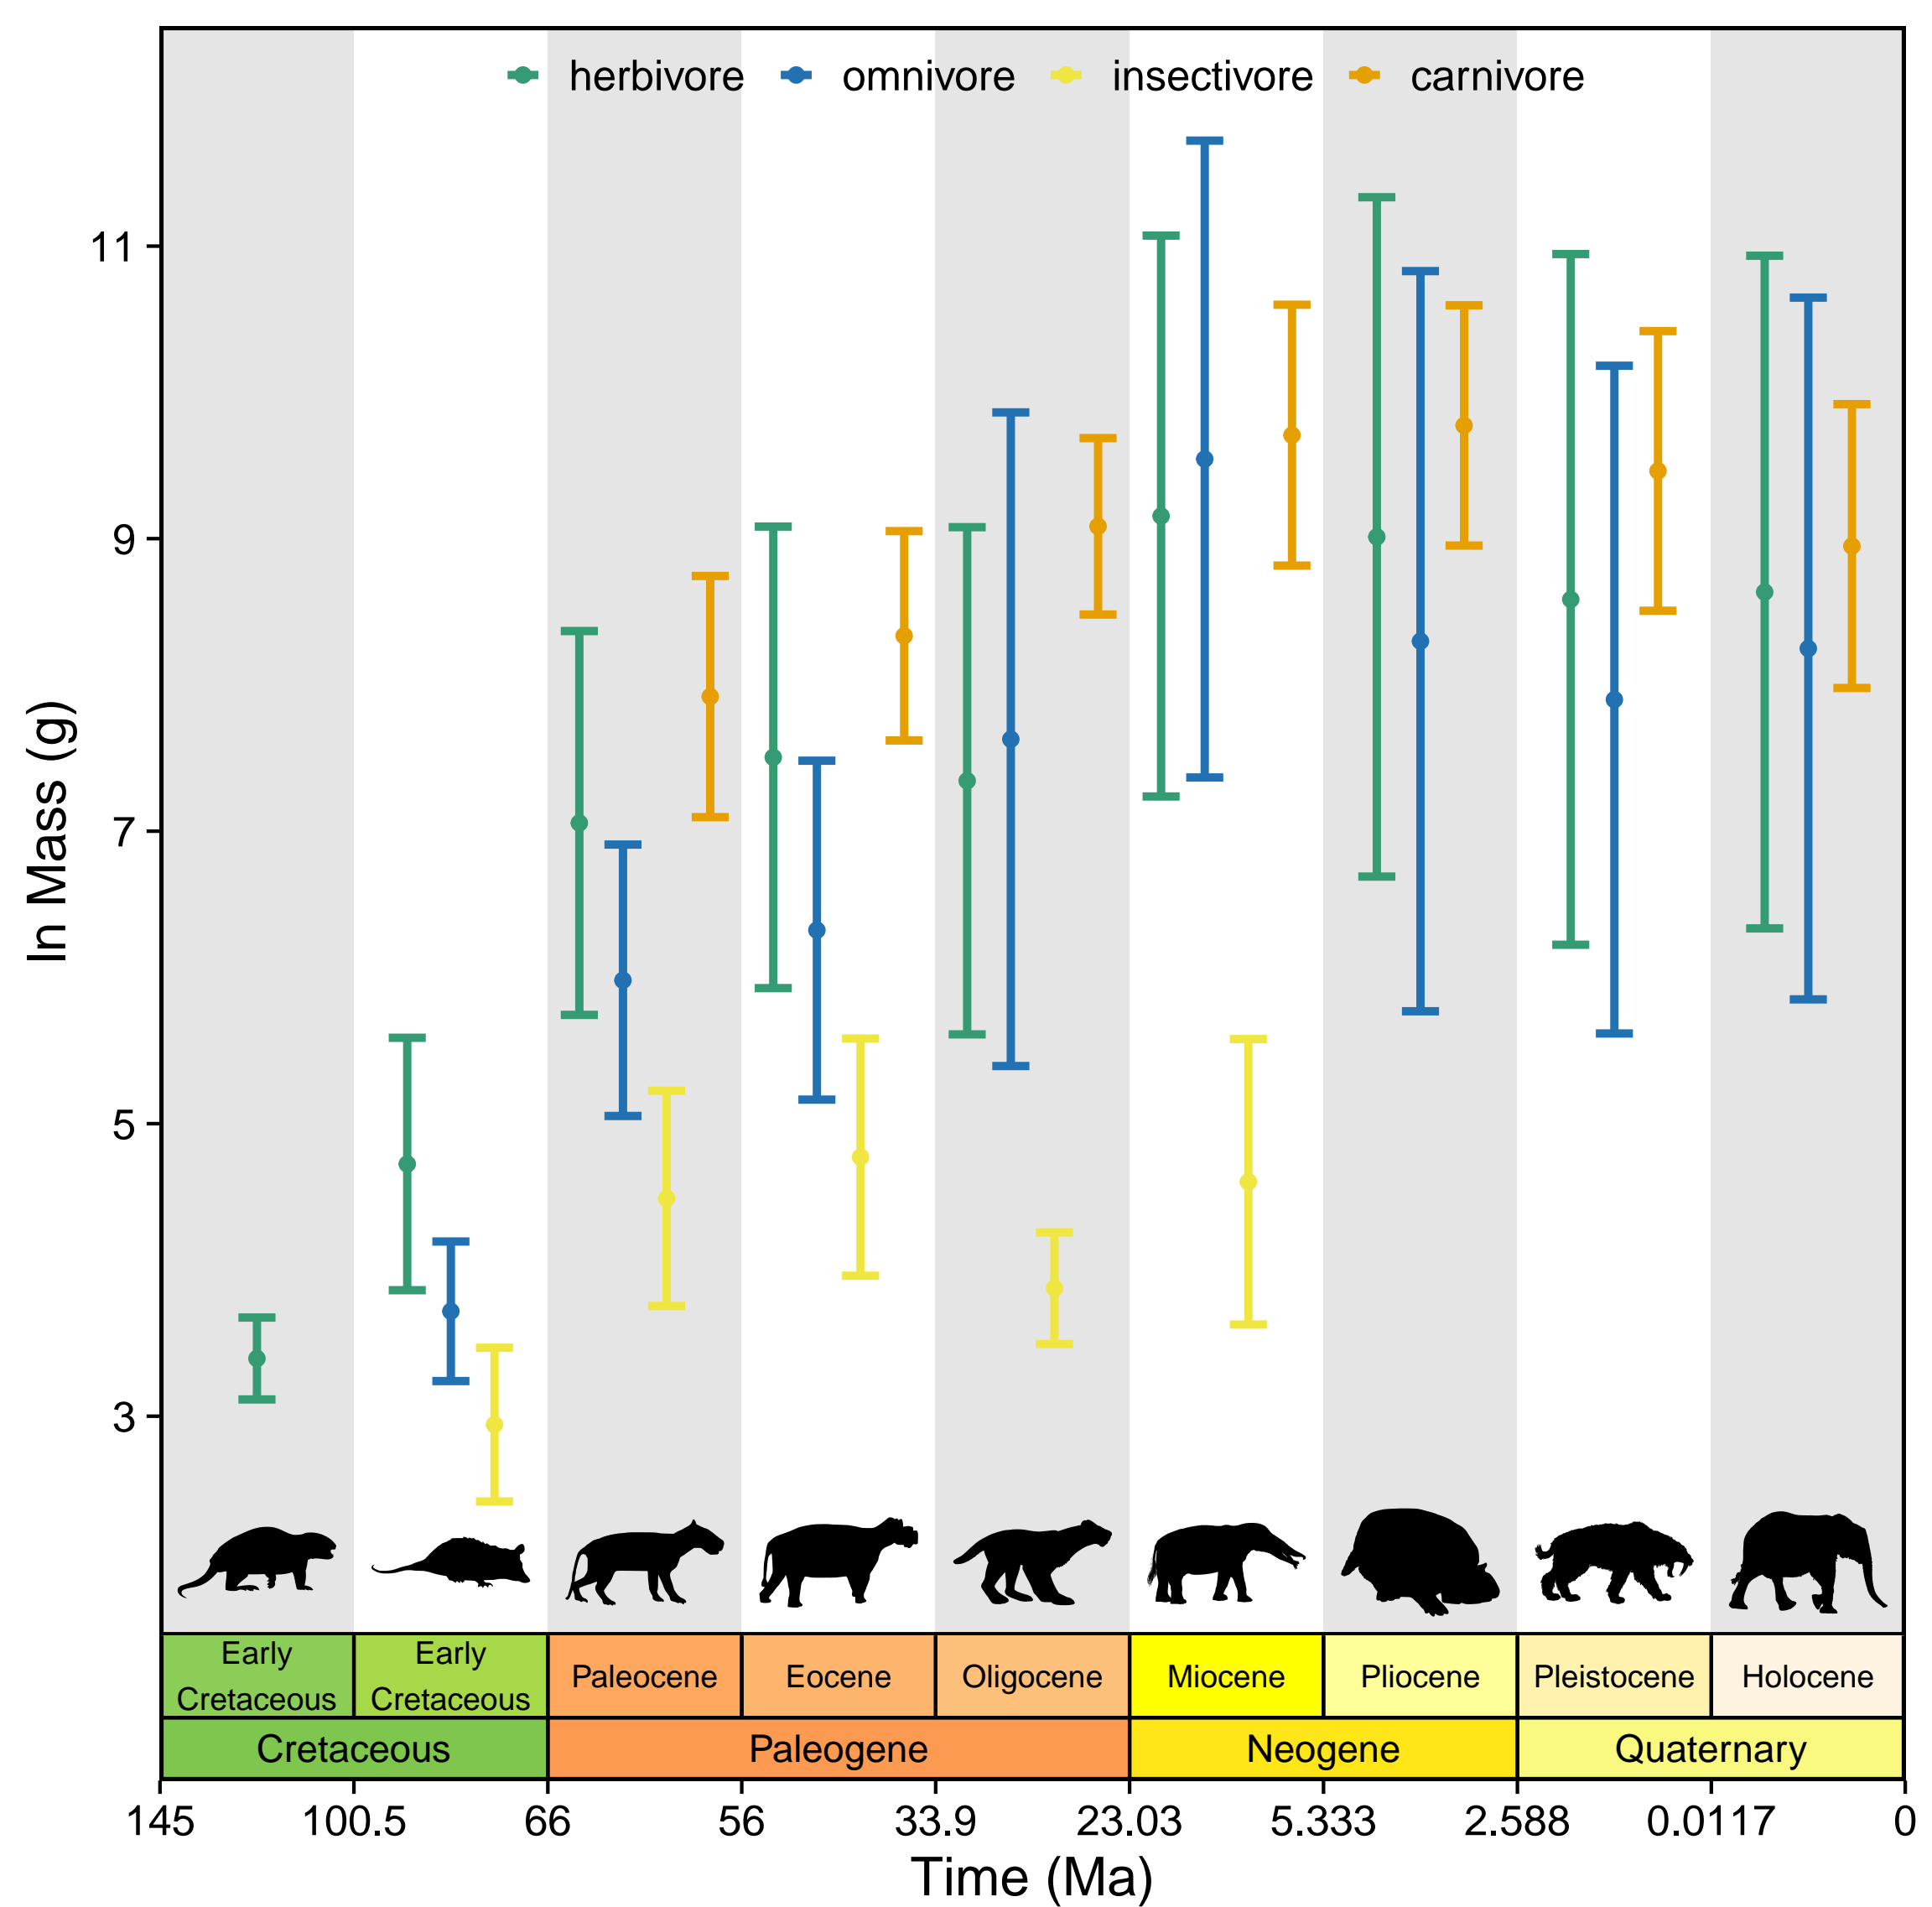 herbivore omnivore insectivore carnivore
11
9
7
5
3
ln Mass (g)
Early Cretaceous
Early Cretaceous
Paleocene
Eocene
Oligocene
Miocene
Pliocene
Pleistocene
Holocene
Cretaceous
Paleogene
Neogene
Quaternary
145 100.5 66 56 33.9 23.03 5.333 2.588 0.0117 0
Time (Ma)